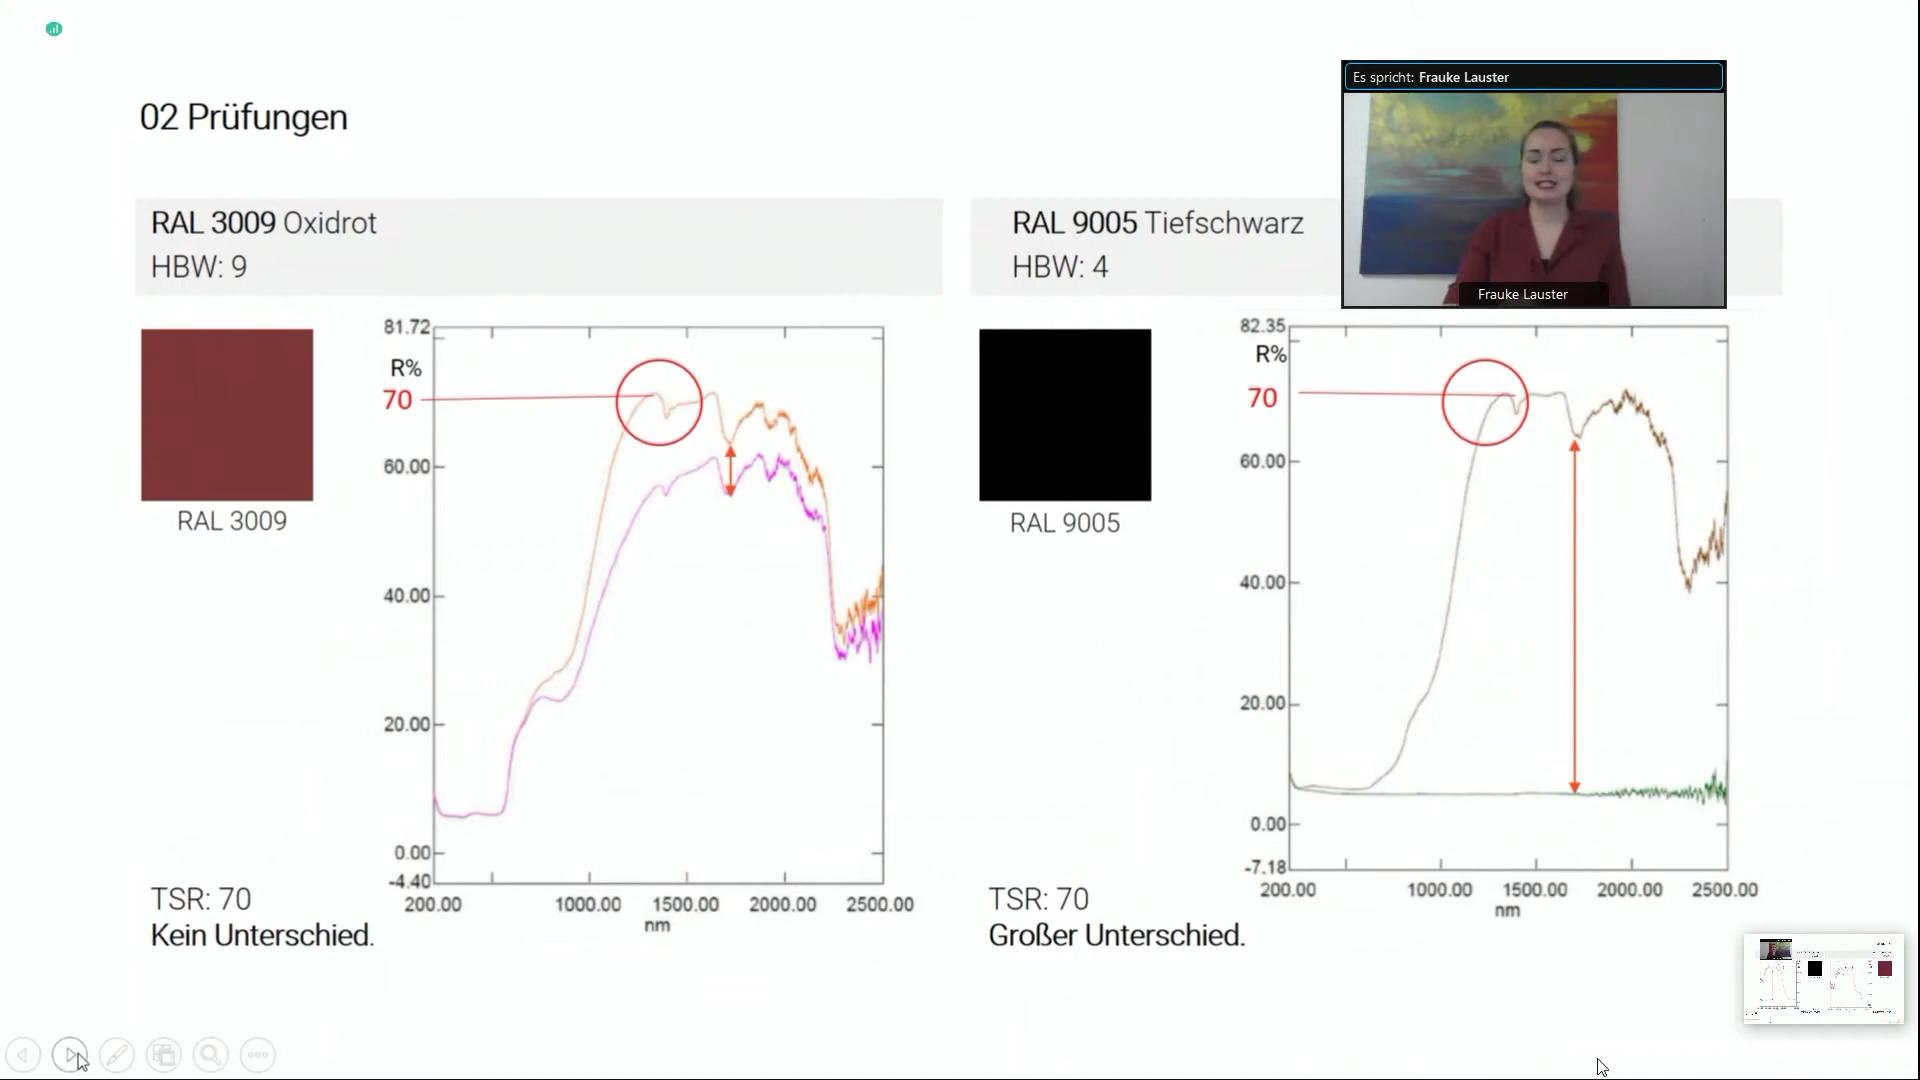 Es spricht: Frauke Lauster
Frauke Lauster
02 Prüfungen
RAL 3009 Oxidrot
HBW: 9
RAL 3009
81.72
R%
70
60.00
40.00
20.00
0.00
-4.40
200.00 1000.00 1500.00 2000.00 2500.00
nm
TSR: 70
Kein Unterschied.
RAL 9005 Tiefschwarz
HBW: 4
RAL 9005
82.35
R%
70
60.00
40.00
20.00
0.00
-7.18
200.00 1000.00 1500.00 2000.00 2500.00
nm
TSR: 70
Großer Unterschied.